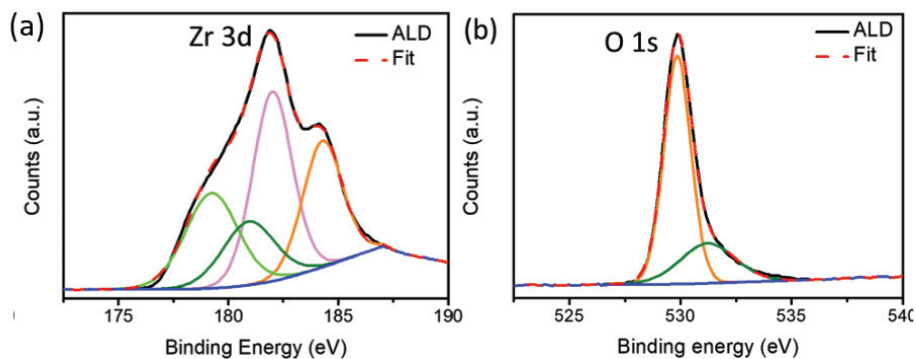 (a)
Zr 3d
ALD
Fit
Counts (a.u.)
175 180 185 190
Binding Energy (eV)
(b)
O 1s
ALD
Fit
Counts (a.u.)
525 530 535 540
Binding Energy (eV)